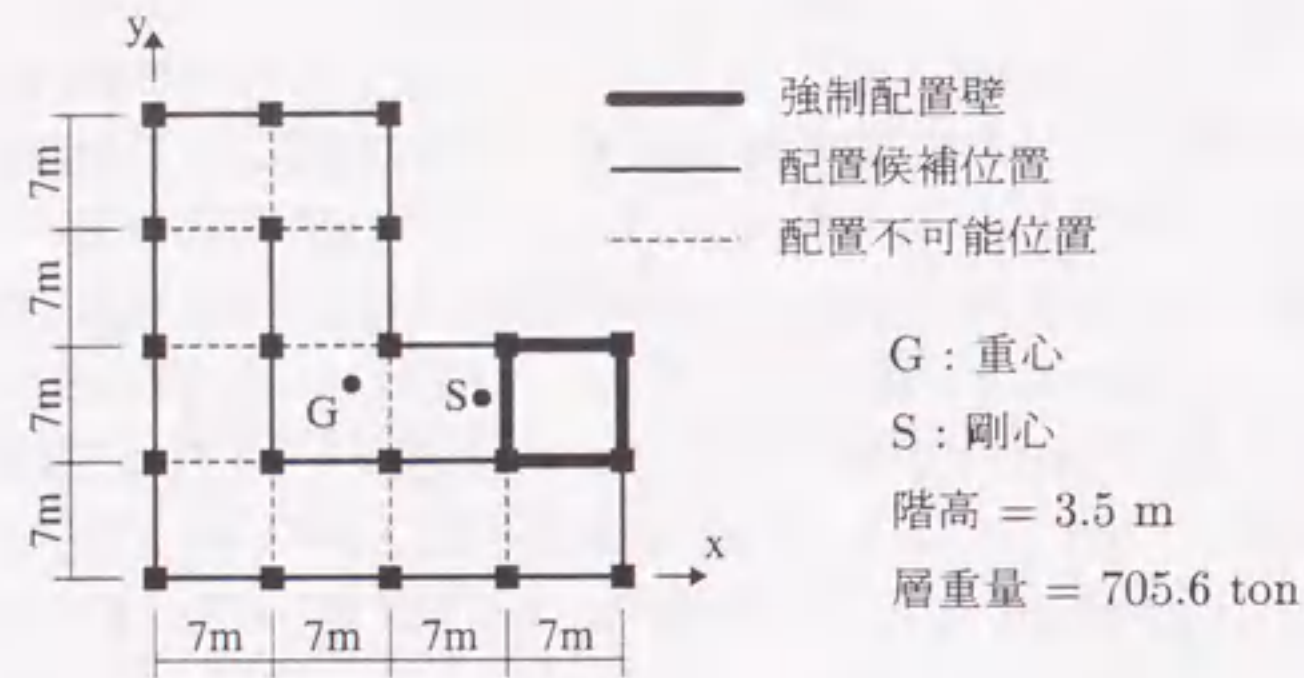 y
強制配置壁
配置候補位置
配置不可能位置
7m
7m
7m
7m
G
S
G : 重心
S : 剛心
階高 = 3.5 m
層重量 = 705.6 ton
x
7m
7m
7m
7m